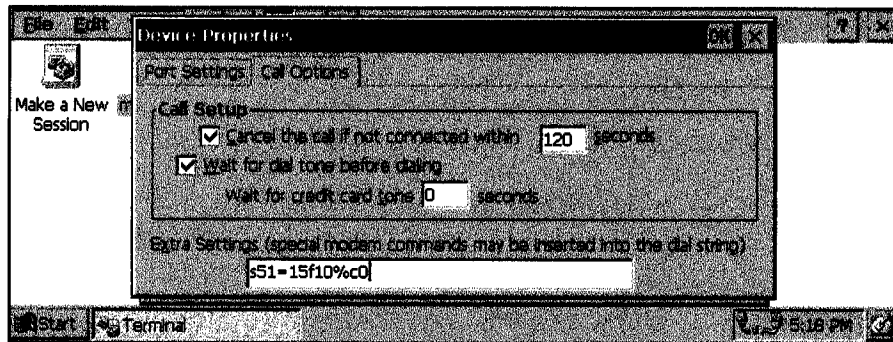 File Edit ? ×
Device Properties OK ×
Port Settings Call Options
Make a New
Session
Call Setup
Cancel the call if not connected within 120 seconds
Wait for dial tone before dialing
Wait for credit card tone 0 seconds
Extra Settings (special modem commands may be inserted into the dial string)
s51=15f10%c0
Start Terminal 5:18 PM